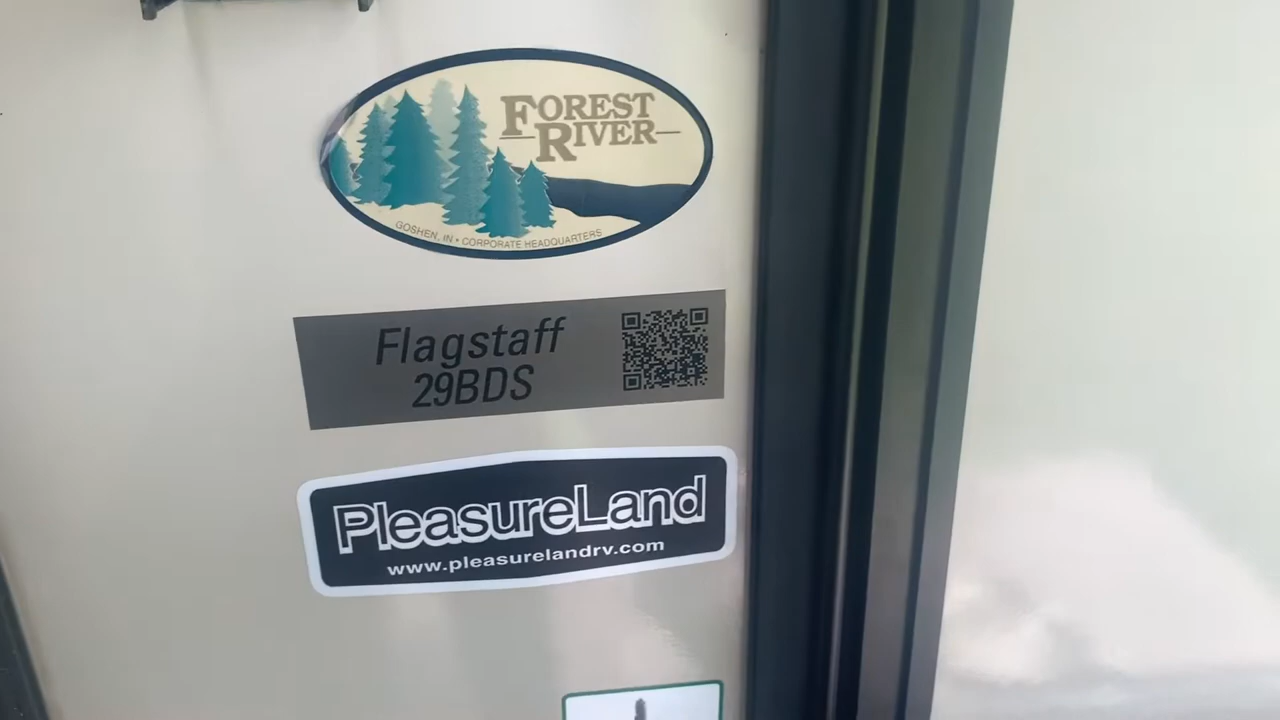 FOREST
RIVER
GOSHEN, IN • CORPORATE HEADQUARTERS
Flagstaff
29BDS
PleasureLand
www.pleasurelandrv.com